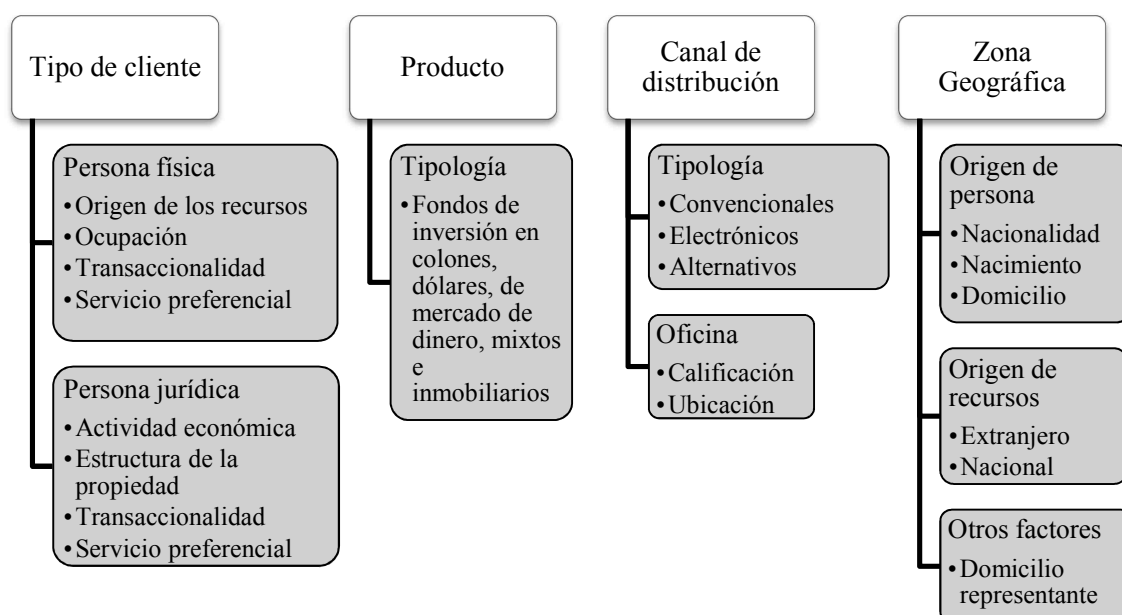 Tipo de cliente
Persona física
•Origen de los recursos
•Ocupación
•Transaccionalidad
•Servicio preferencial
Persona jurídica
•Actividad económica
•Estructura de la
propiedad
•Transaccionalidad
•Servicio preferencial
Producto
Tipología
•Fondos de
inversión en
colones,
dólares, de
mercado de
dinero, mixtos
e
inmobiliarios
Canal de
distribución
Tipología
•Convencionales
•Electrónicos
•Alternativos
Oficina
•Calificación
•Ubicación
Zona
Geográfica
Origen de
persona
•Nacionalidad
•Nacimiento
•Domicilio
Origen de
recursos
•Extranjero
•Nacional
Otros factores
•Domicilio
representante